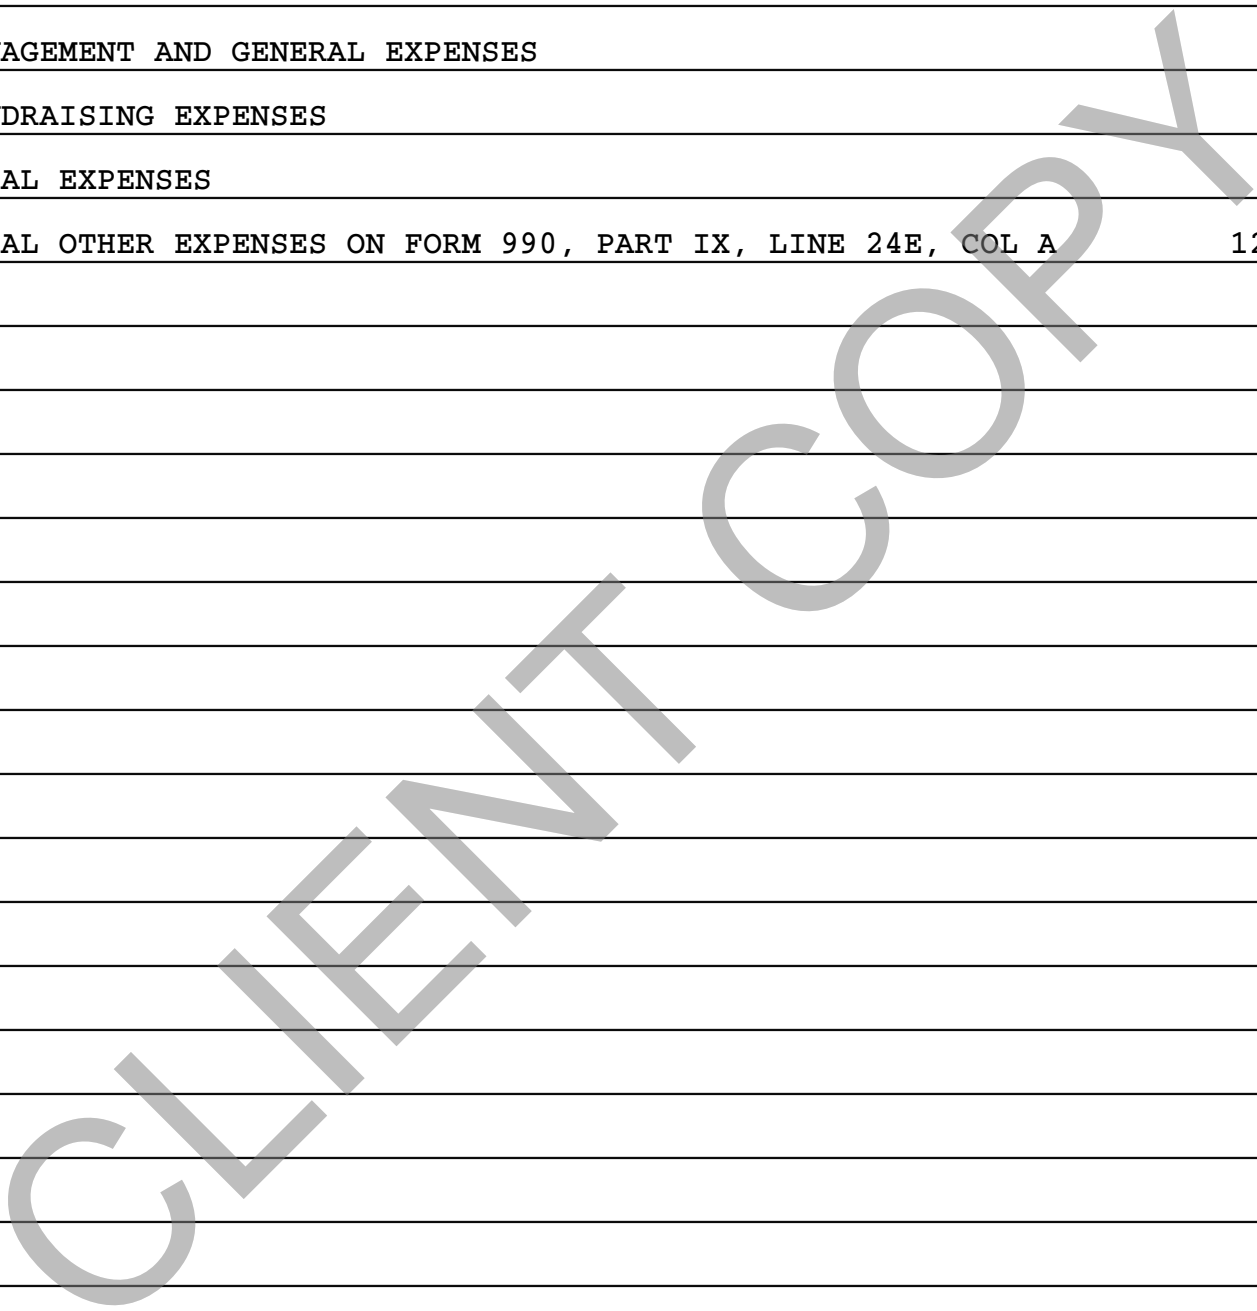 AGEMENT AND GENERAL EXPENSES
DRAISING EXPENSES
AL EXPENSES
AL OTHER EXPENSES ON FORM 990, PART IX, LINE 24E, COL A 12
CLIENT COPY